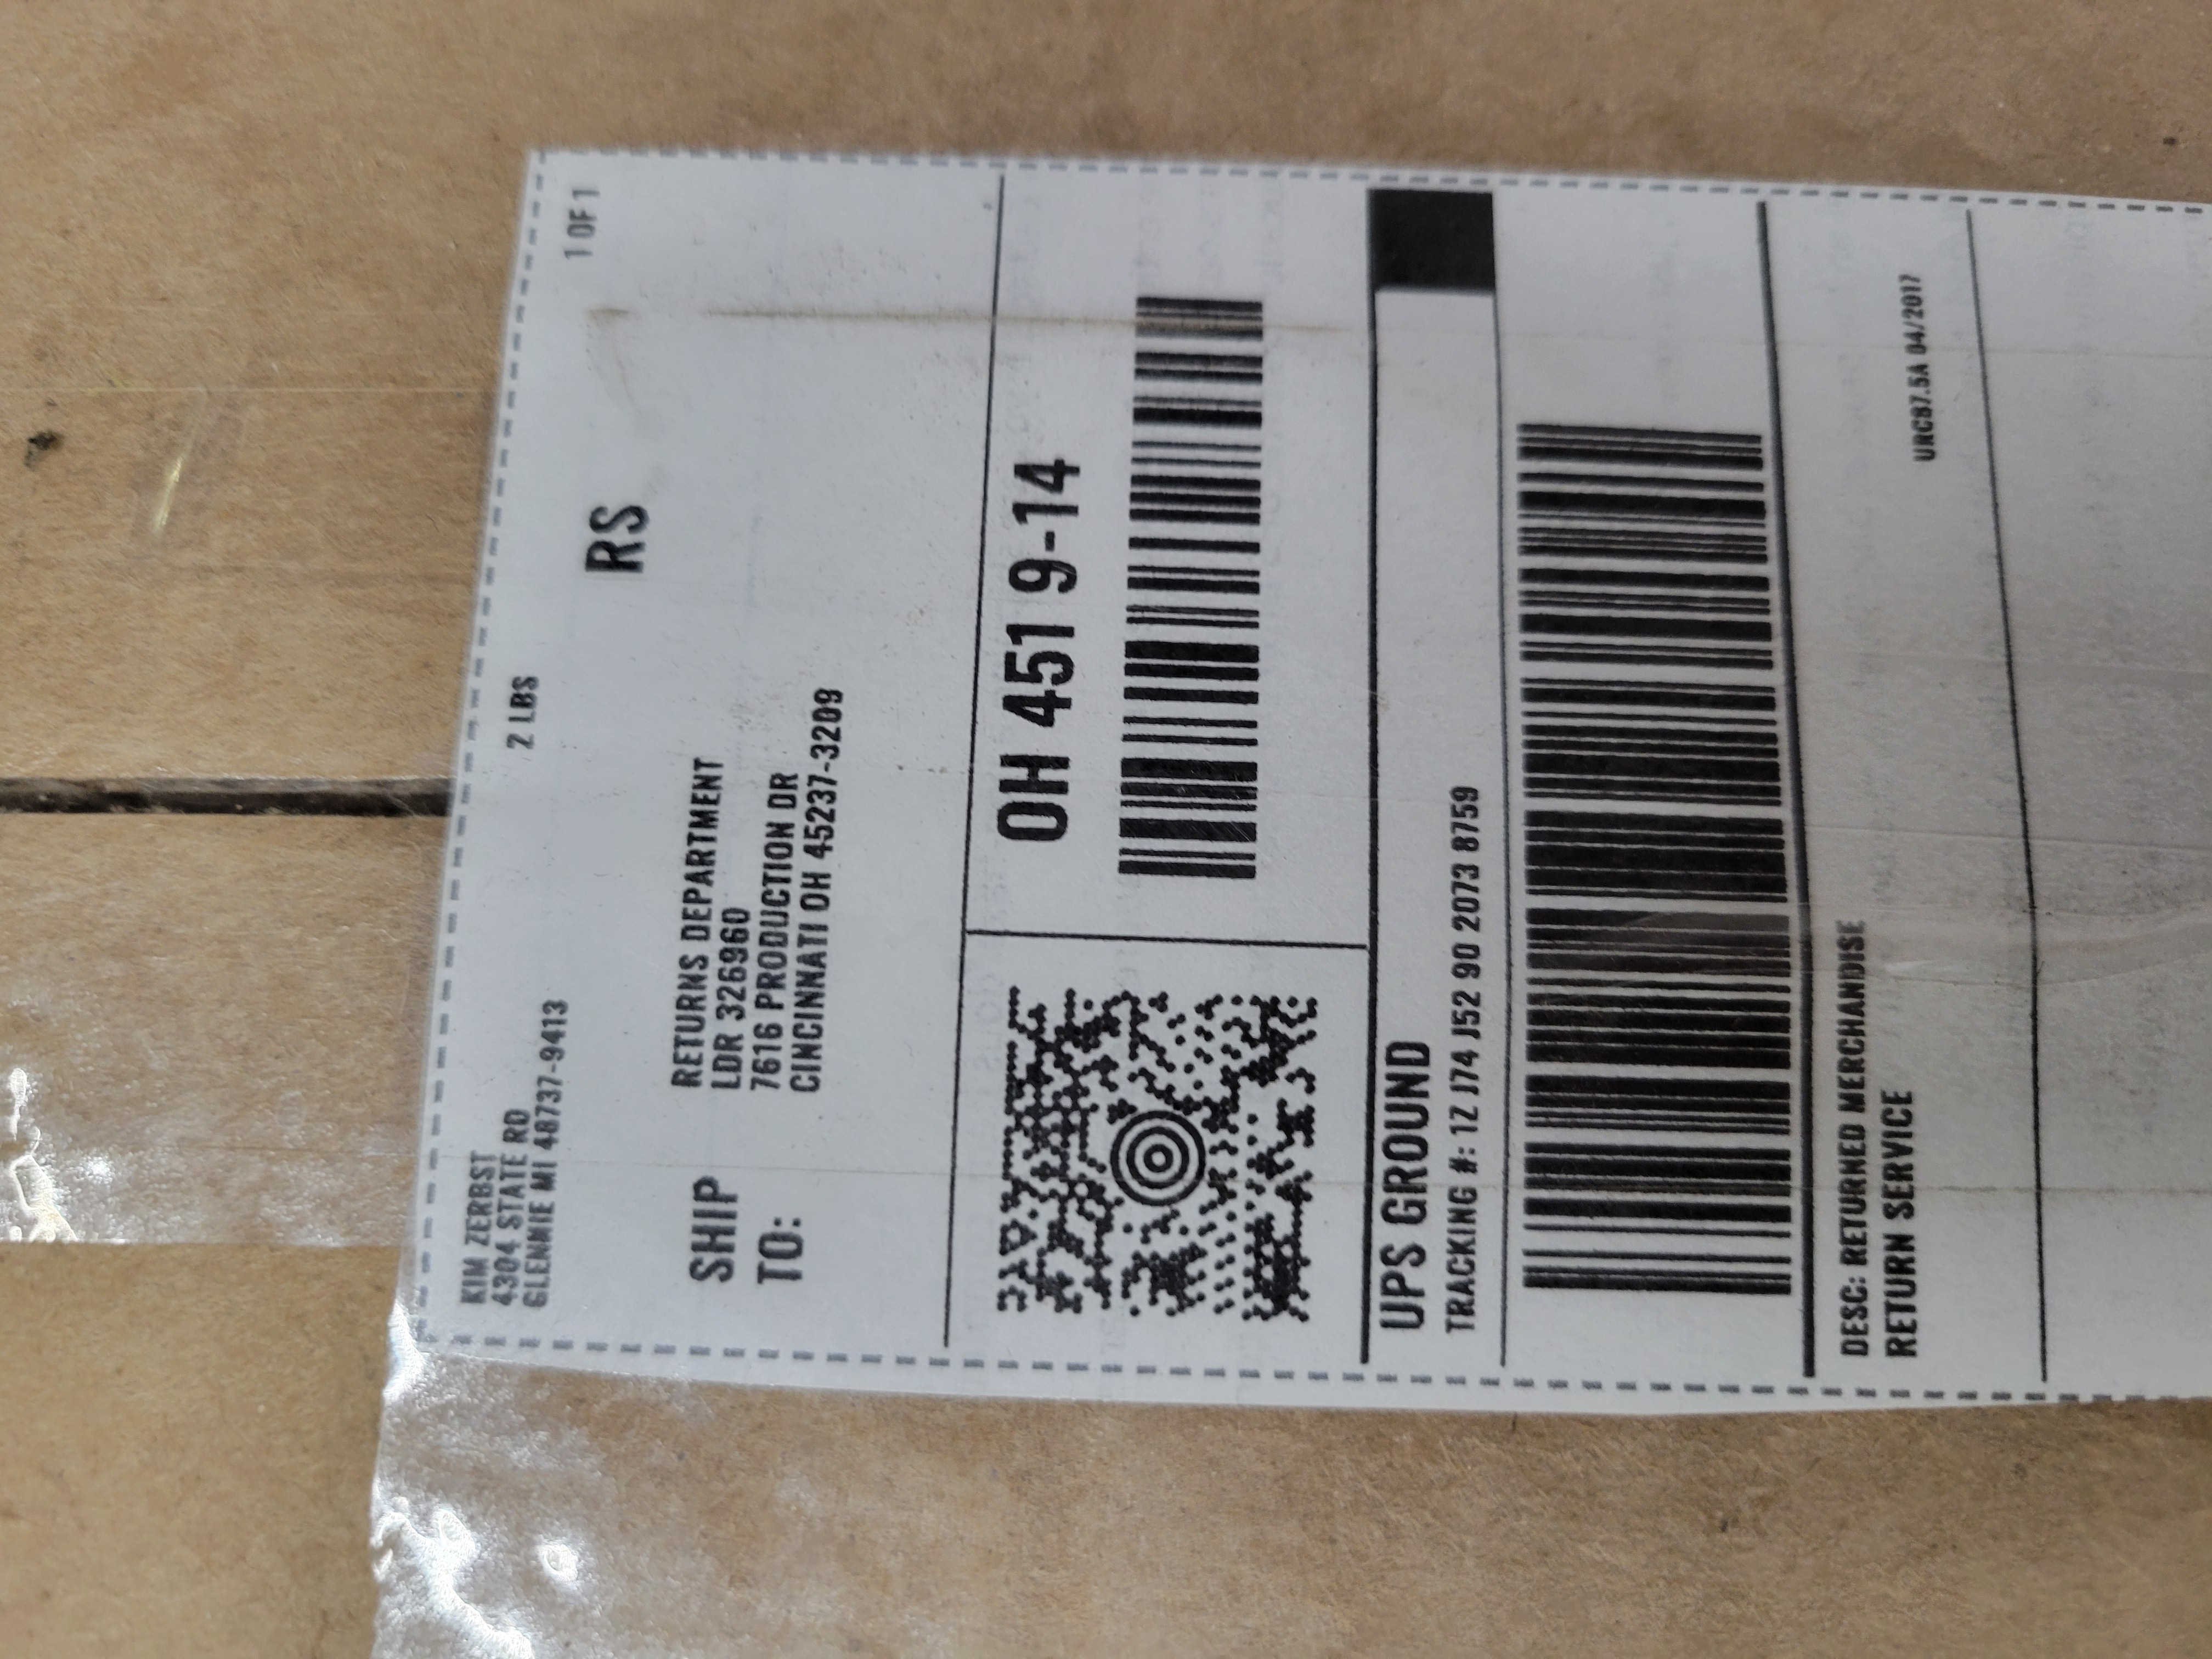 KIM ZERBST
4304 STATE RD
GLENNIE MI 48737-9413
2 LBS
1 OF 1
RS
SHIP
TO:
RETURNS DEPARTMENT
LDR 326960
7616 PRODUCTION DR
CINCINNATI OH 45237-3209
OH 451 9-14
UPS GROUND
TRACKING #: 1Z J74 J52 90 2073 8759
DESC: RETURNED MERCHANDISE
RETURN SERVICE
URC87.5A 04/2017